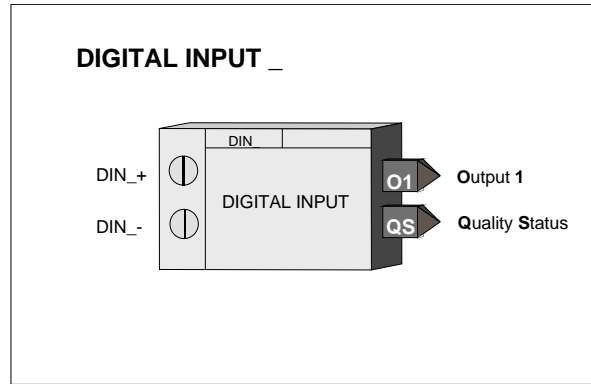 DIGITAL INPUT _
DIN_
DIN_+
O1
Output 1
DIGITAL INPUT
DIN_-
QS
Quality Status